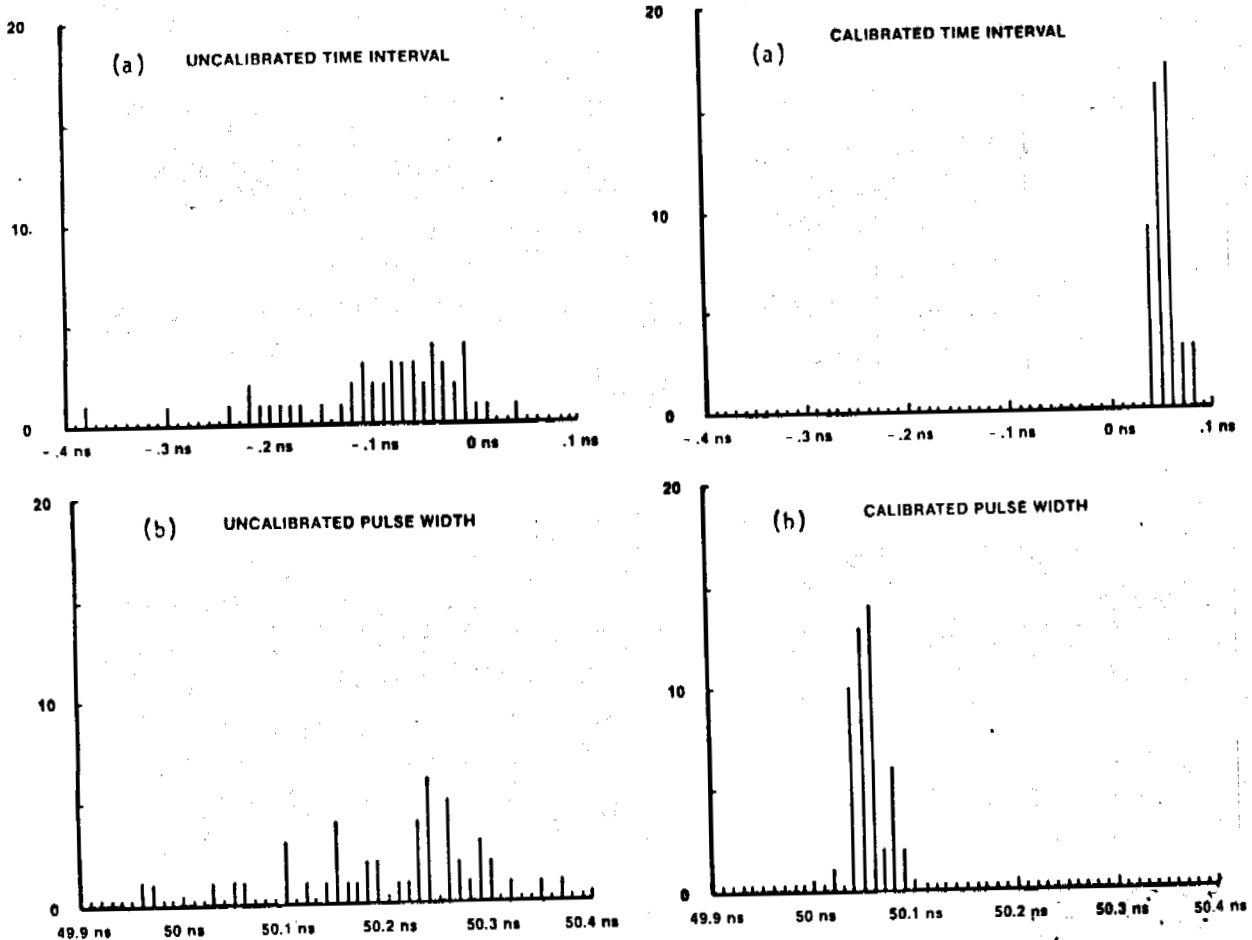 20
(a) UNCALIBRATED TIME INTERVAL
10.
0
- .4 ns - .3 ns - .2 ns - .1 ns 0 ns .1 ns
20
(a) CALIBRATED TIME INTERVAL
10
0
- .4 ns - .3 ns - .2 ns - .1 ns 0 ns .1 ns
20
(b) UNCALIBRATED PULSE WIDTH
10
0
49.9 ns 50 ns 50.1 ns 50.2 ns 50.3 ns 50.4 ns
20
(b) CALIBRATED PULSE WIDTH
10
0
49.9 ns 50 ns 50.1 ns 50.2 ns 50.3 ns 50.4 ns